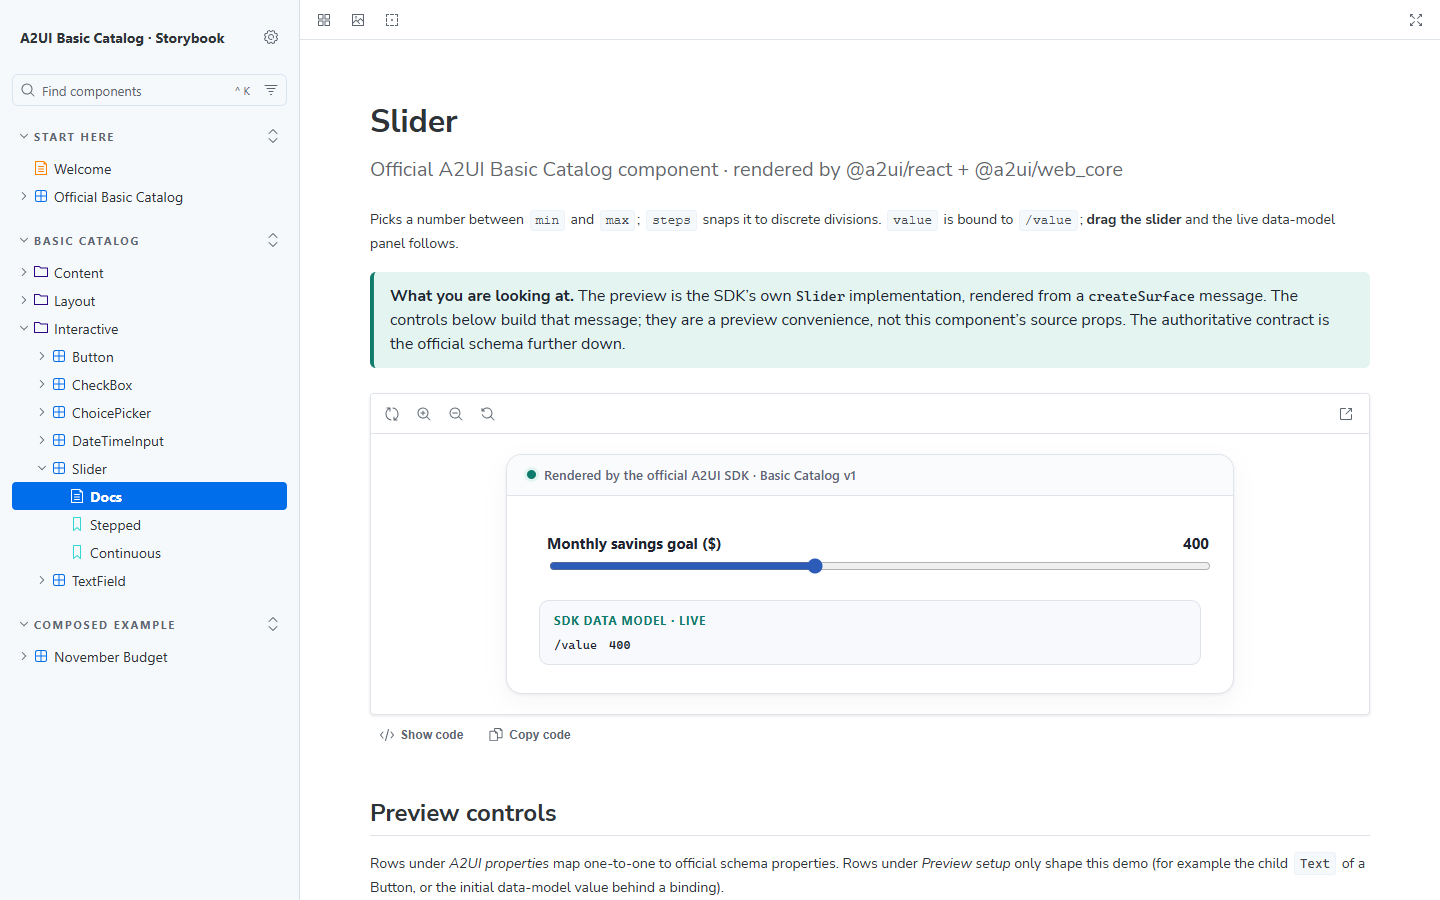 A2UI Basic Catalog · Storybook
Find components
^ K
START HERE
Welcome
Official Basic Catalog
BASIC CATALOG
Content
Layout
Interactive
Button
CheckBox
ChoicePicker
DateTimeInput
Slider
Docs
Stepped
Continuous
TextField
COMPOSED EXAMPLE
November Budget
Slider
Official A2UI Basic Catalog component · rendered by @a2ui/react + @a2ui/web_core
Picks a number between min and max; steps snaps it to discrete divisions. value is bound to /value; drag the slider and the live data-model
panel follows.
What you are looking at. The preview is the SDK’s own Slider implementation, rendered from a createSurface message. The
controls below build that message; they are a preview convenience, not this component’s source props. The authoritative contract is
the official schema further down.
Rendered by the official A2UI SDK · Basic Catalog v1
Monthly savings goal ($) 400
SDK DATA MODEL · LIVE
/value 400
Show code
Copy code
Preview controls
Rows under A2UI properties map one-to-one to official schema properties. Rows under Preview setup only shape this demo (for example the child Text of a
Button, or the initial data-model value behind a binding).